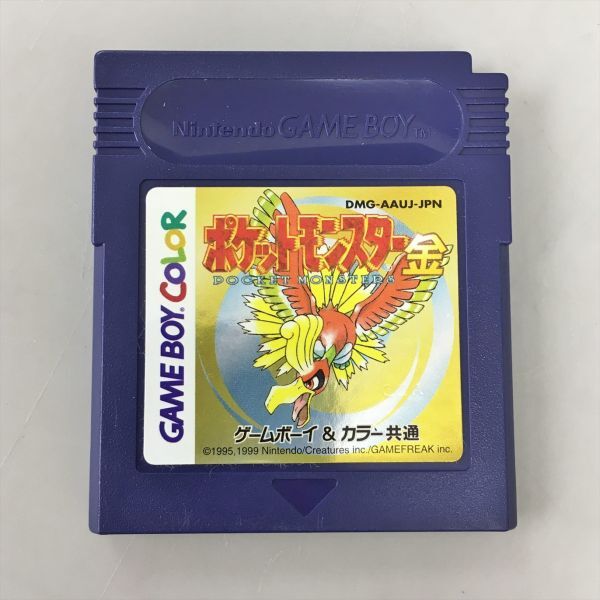 Nintendo GAME BOY TM
DMG-AAUJ-JPN
ポケットモンスター金
POCKET MONSTERS
GAME BOY COLOR
ゲームボーイ & カラー共通
©1995,1999 Nintendo/Creatures inc./GAMEFREAK inc.